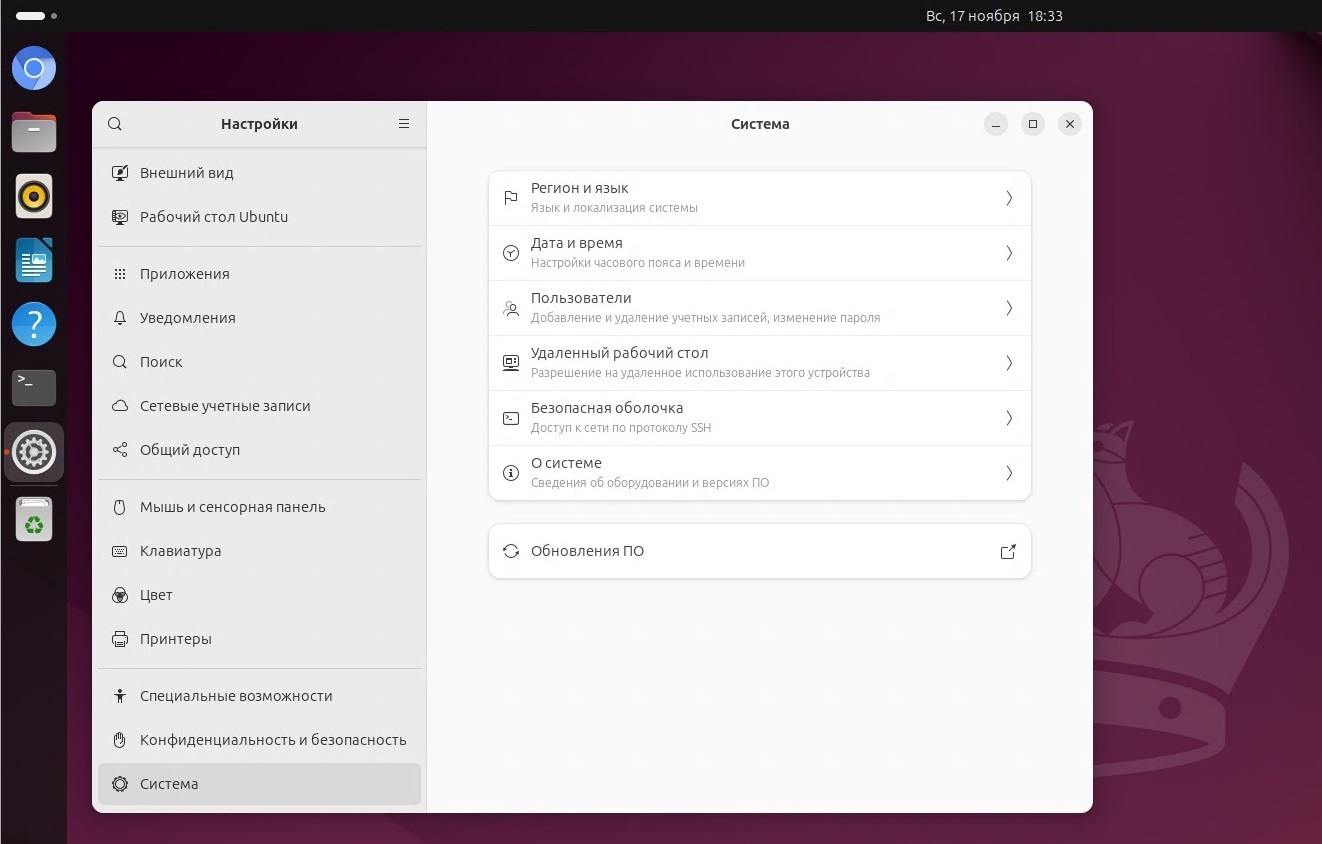 Вс, 17 ноября 18:33
Настройки
Внешний вид
Рабочий стол Ubuntu
Приложения
Уведомления
Поиск
Сетевые учетные записи
Общий доступ
Мышь и сенсорная панель
Клавиатура
Цвет
Принтеры
Специальные возможности
Конфиденциальность и безопасность
Система
Система
Регион и язык
Язык и локализация системы
Дата и время
Настройки часового пояса и времени
Пользователи
Добавление и удаление учетных записей, изменение пароля
Удаленный рабочий стол
Разрешение на удаленное использование этого устройства
Безопасная оболочка
Доступ к сети по протоколу SSH
О системе
Сведения об оборудовании и версиях ПО
Обновления ПО